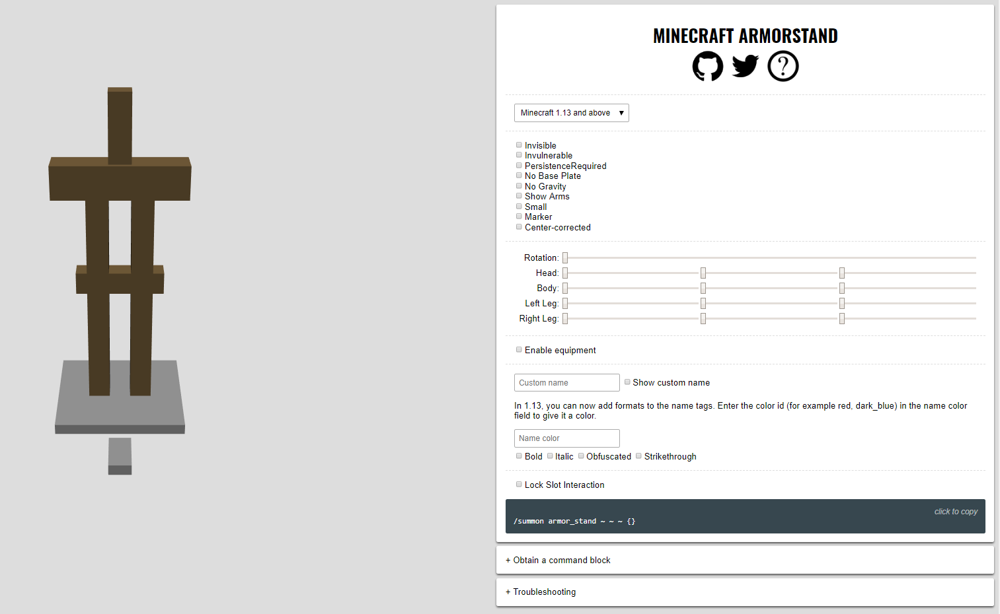 MINECRAFT ARMORSTAND
?
Minecraft 1.13 and above
Invisible
Invulnerable
PersistenceRequired
No Base Plate
No Gravity
Show Arms
Small
Marker
Center-corrected
Rotation:
Head:
Body:
Left Leg:
Right Leg:
Enable equipment
Custom name Show custom name
In 1.13, you can now add formats to the name tags. Enter the color id (for example red, dark_blue) in the name color
field to give it a color.
Name color
Bold Italic Obfuscated Strikethrough
Lock Slot Interaction
click to copy
/summon armor_stand ~ ~ ~ {}
+ Obtain a command block
+ Troubleshooting